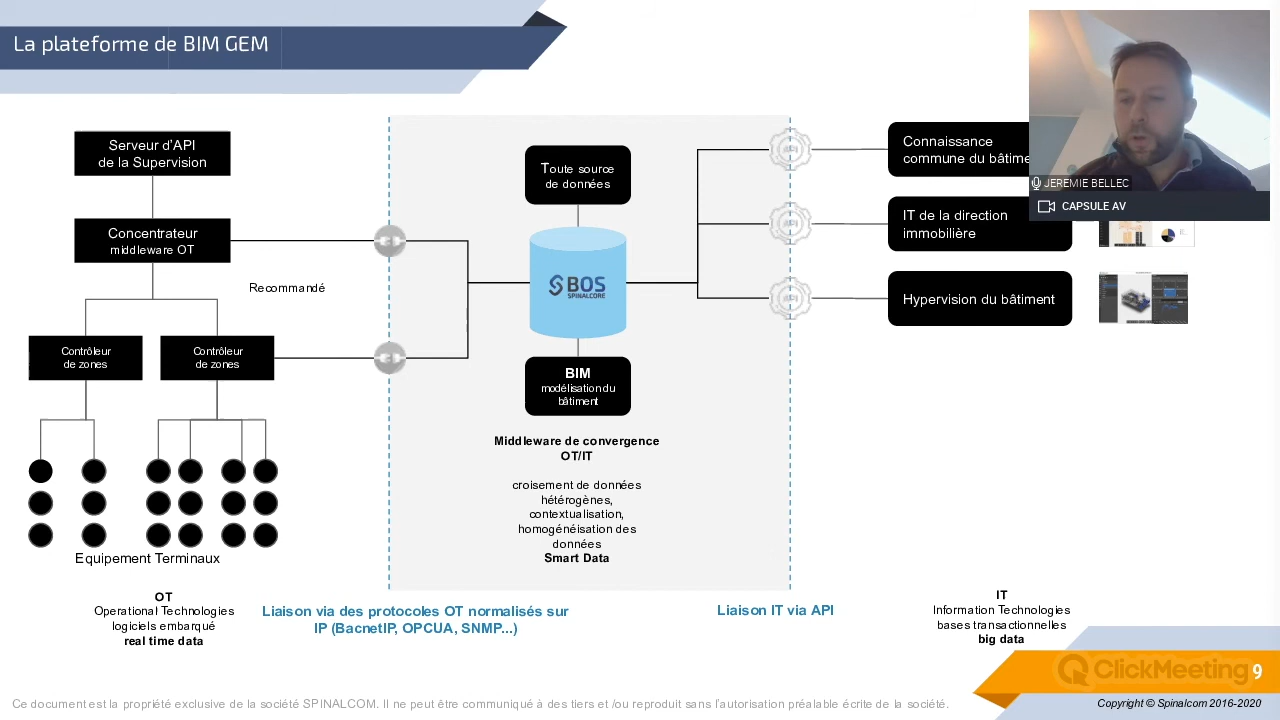 La plateforme de BIM GEM
Serveur d'API
de la Supervision
Concentrateur
middleware OT
Recommandé
Contrôleur
de zones
Contrôleur
de zones
Equipement Terminaux
OT
Operational Technologies
logiciels embarqué
real time data
Liaison via des protocoles OT normalisés sur
IP (BacnetIP, OPCUA, SNMP...)
Toute source
de données
BOS
SPINALCORE
BIM
modélisation du
bâtiment
Middleware de convergence
OT/IT
croisement de données
hétérogènes,
contextualisation,
homogénéisation des
données
Smart Data
Liaison IT via API
Connaissance
commune du bâtime
IT de la direction
immobilière
Hypervision du bâtiment
JEREMIE BELLEC
CAPSULE AV
IT
Information Technologies
bases transactionnelles
big data
ClickMeeting
9
Ce document est la propriété exclusive de la société SPINALCOM. Il ne peut être communiqué à des tiers et /ou reproduit sans l'autorisation préalable écrite de la société.
Copyright © Spinalcom 2016-2020